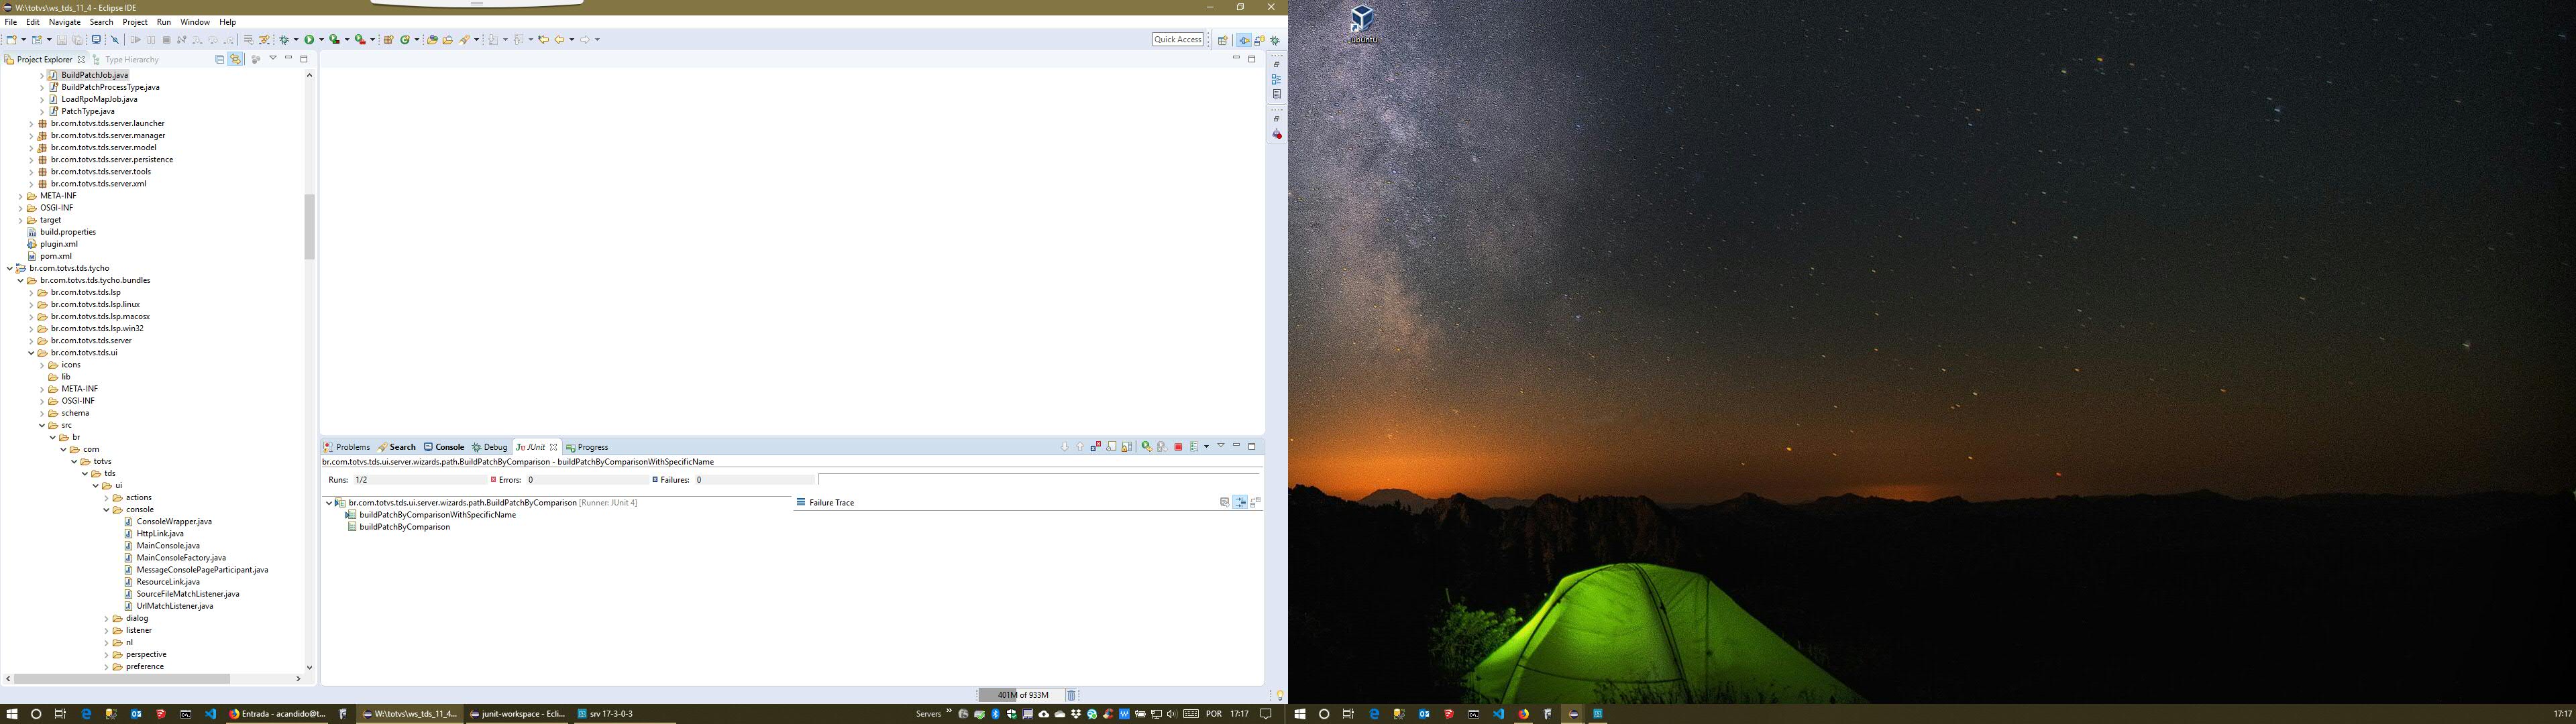 W:\totvs\ws_tds_11_4 - Eclipse IDE
File Edit Navigate Search Project Run Window Help
Quick Access
Project Explorer Type Hierarchy
BuildPatchJob.java
BuildPatchProcessType.java
LoadRpoMapJob.java
PatchType.java
br.com.totvs.tds.server.launcher
br.com.totvs.tds.server.manager
br.com.totvs.tds.server.model
br.com.totvs.tds.server.persistence
br.com.totvs.tds.server.tools
br.com.totvs.tds.server.xml
META-INF
OSGI-INF
target
build.properties
plugin.xml
pom.xml
br.com.totvs.tds.tycho
br.com.totvs.tds.tycho.bundles
br.com.totvs.tds.lsp
br.com.totvs.tds.lsp.linux
br.com.totvs.tds.lsp.macosx
br.com.totvs.tds.lsp.win32
br.com.totvs.tds.server
br.com.totvs.tds.ui
icons
lib
META-INF
OSGI-INF
schema
src
br
com
totvs
tds
ui
actions
console
ConsoleWrapper.java
HttpLink.java
MainConsole.java
MainConsoleFactory.java
MessageConsolePageParticipant.java
ResourceLink.java
SourceFileMatchListener.java
UrlMatchListener.java
dialog
listener
nl
perspective
preference
Problems Search Console Debug JUnit Progress
br.com.totvs.tds.ui.server.wizards.path.BuildPatchByComparison - buildPatchByComparisonWithSpecificName
Runs: 1/2 Errors: 0 Failures: 0
br.com.totvs.tds.ui.server.wizards.path.BuildPatchByComparison [Runner: JUnit 4]
buildPatchByComparisonWithSpecificName
buildPatchByComparison
Failure Trace
401M of 933M
Entrada - acandido@t...
W:\totvs\ws_tds_11_4...
junit-workspace - Ecli...
srv 17-3-0-3
Servers
POR
17:17
ubuntu
17:17